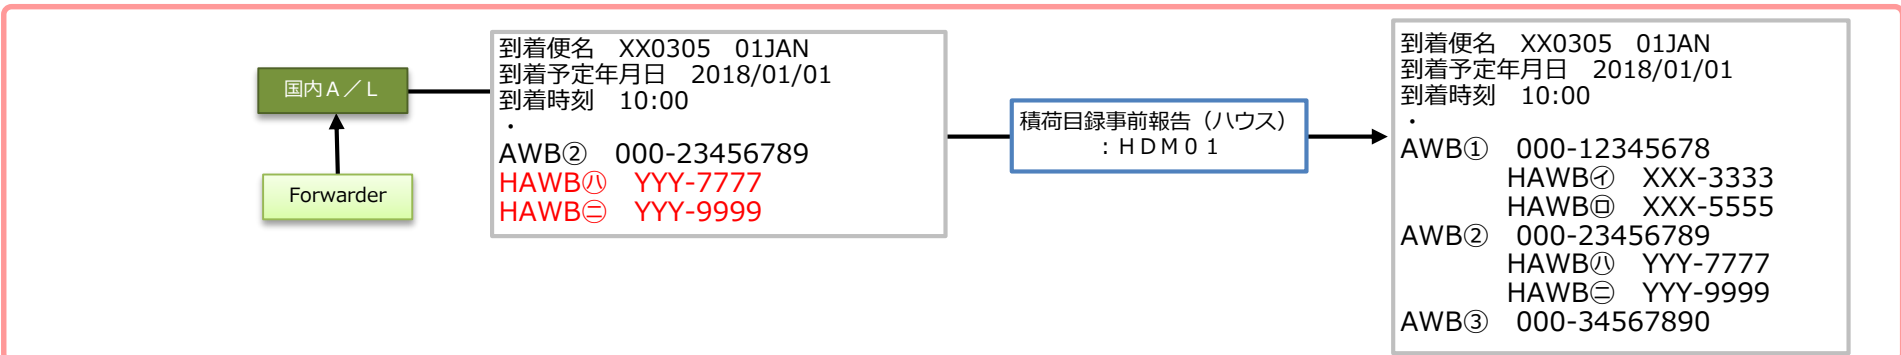 国内A／L
Forwarder
到着便名　XX0305　01JAN
到着予定年月日　2018/01/01
到着時刻　10:00
・
AWB②　000-23456789
HAWB㋩　YYY-7777
HAWB㋥　YYY-9999
積荷目録事前報告（ハウス）
：ＨＤＭ０１
到着便名　XX0305　01JAN
到着予定年月日　2018/01/01
到着時刻　10:00
・
AWB①　000-12345678
HAWB㋑　XXX-3333
HAWB㋺　XXX-5555
AWB②　000-23456789
HAWB㋩　YYY-7777
HAWB㋥　YYY-9999
AWB③　000-34567890